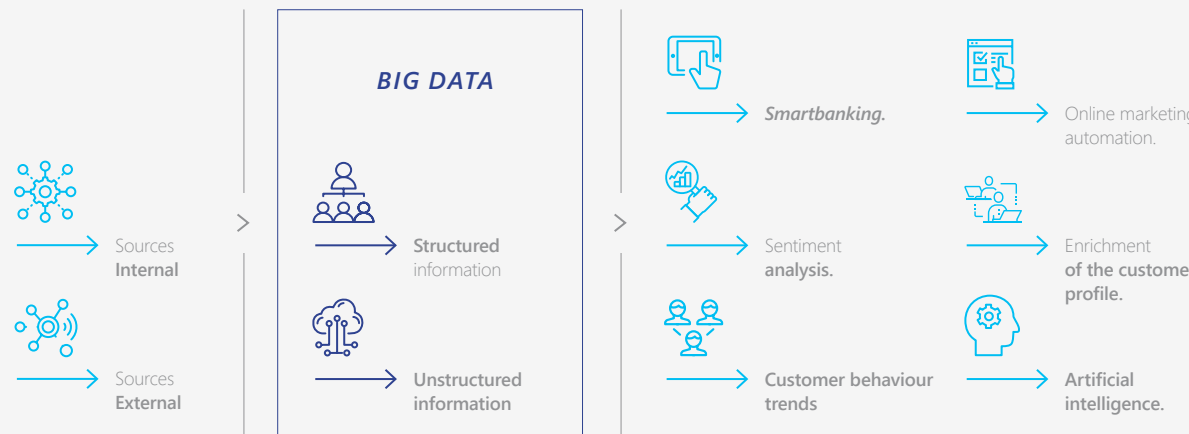 BIG DATA
Sources
Internal
Sources
External
Structured
information
Unstructured
information
Smartbanking.
Sentiment
analysis.
Customer behaviour
trends
Online marketing
automation.
Enrichment
of the custome
profile.
Artificial
intelligence.